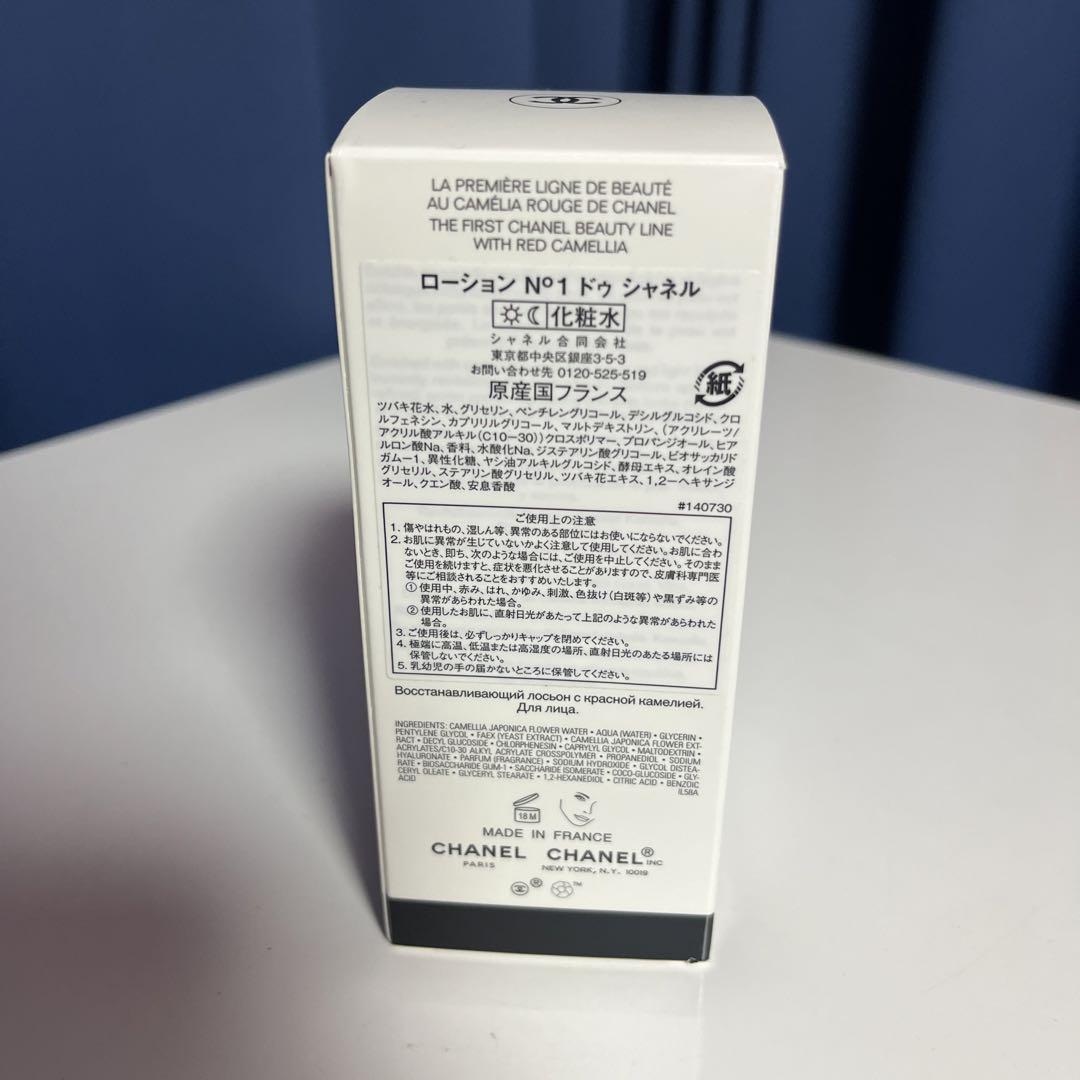 LA PREMIÈRE LIGNE DE BEAUTÉ
AU CAMÉLIA ROUGE DE CHANEL
THE FIRST CHANEL BEAUTY LINE
WITH RED CAMELLIA
ローション Nº1 ドゥ シャネル
化粧水
シャネル合同会社
東京都中央区銀座3-5-3
お問い合わせ先 0120-525-519
原産国フランス
紙
ツバキ花水、水、グリセリン、ペンチレングリコール、デシルグルコシド、クロ
ルフェネシン、カプリリルグリコール、マルトデキストリン、(アクリレーツ/
アクリル酸アルキル(C10-30))クロスポリマー、プロパンジオール、ヒア
ルロン酸Na、香料、水酸化Na、ジステアリン酸グリコール、ビオサッカリド
ガムー1、異性化糖、ヤシ油アルキルグルコシド、酵母エキス、オレイン酸
グリセリル、ステアリン酸グリセリル、ツバキ花エキス、1,2-ヘキサンジ
オール、クエン酸、安息香酸
#140730
ご使用上の注意
1. 傷やはれもの、湿しん等、異常のある部位にはお使いにならないでください。
2. お肌に異常が生じていないかよく注意して使用してください。お肌に合わ
ないとき、即ち、次のような場合には、ご使用を中止してください。そのまま
ご使用を続けますと、症状を悪化させることがありますので、皮膚科専門医
等にご相談されることをおすすめいたします。
① 使用中、赤み、はれ、かゆみ、刺激、色抜け(白斑等)や黒ずみ等の
異常があらわれた場合。
② 使用したお肌に、直射日光があたって上記のような異常があらわれた
場合。
3. ご使用後は、必ずしっかりキャップを閉めてください。
4. 極端に高温、低温または高湿度の場所、直射日光のあたる場所には
保管しないでください。
5. 乳幼児の手の届かないところに保管してください。
Восстанавливающий лосьон с красной камелией.
Для лица.
INGREDIENTS: CAMELLIA JAPONICA FLOWER WATER • AQUA (WATER) • GLYCERIN •
PENTYLENE GLYCOL • FAEX (YEAST EXTRACT) • CAMELLIA JAPONICA FLOWER EXT-
RACT • DECYL GLUCOSIDE • CHLORPHENESIN • CAPRYLYL GLYCOL • MALTODEXTRIN •
ACRYLATES/C10-30 ALKYL ACRYLATE CROSSPOLYMER • PROPANEDIOL • SODIUM
HYALURONATE • PARFUM (FRAGRANCE) • SODIUM HYDROXIDE • GLYCOL DISTEA-
RATE • BIOSACCHARIDE GUM-1 • SACCHARIDE ISOMERATE • COCO-GLUCOSIDE • GLY-
CERYL OLEATE • GLYCERYL STEARATE • 1,2-HEXANEDIOL • CITRIC ACID • BENZOIC
ACID
IL58A
18 M
MADE IN FRANCE
CHANEL CHANEL® INC
PARIS NEW YORK, N.Y. 10019
® ™